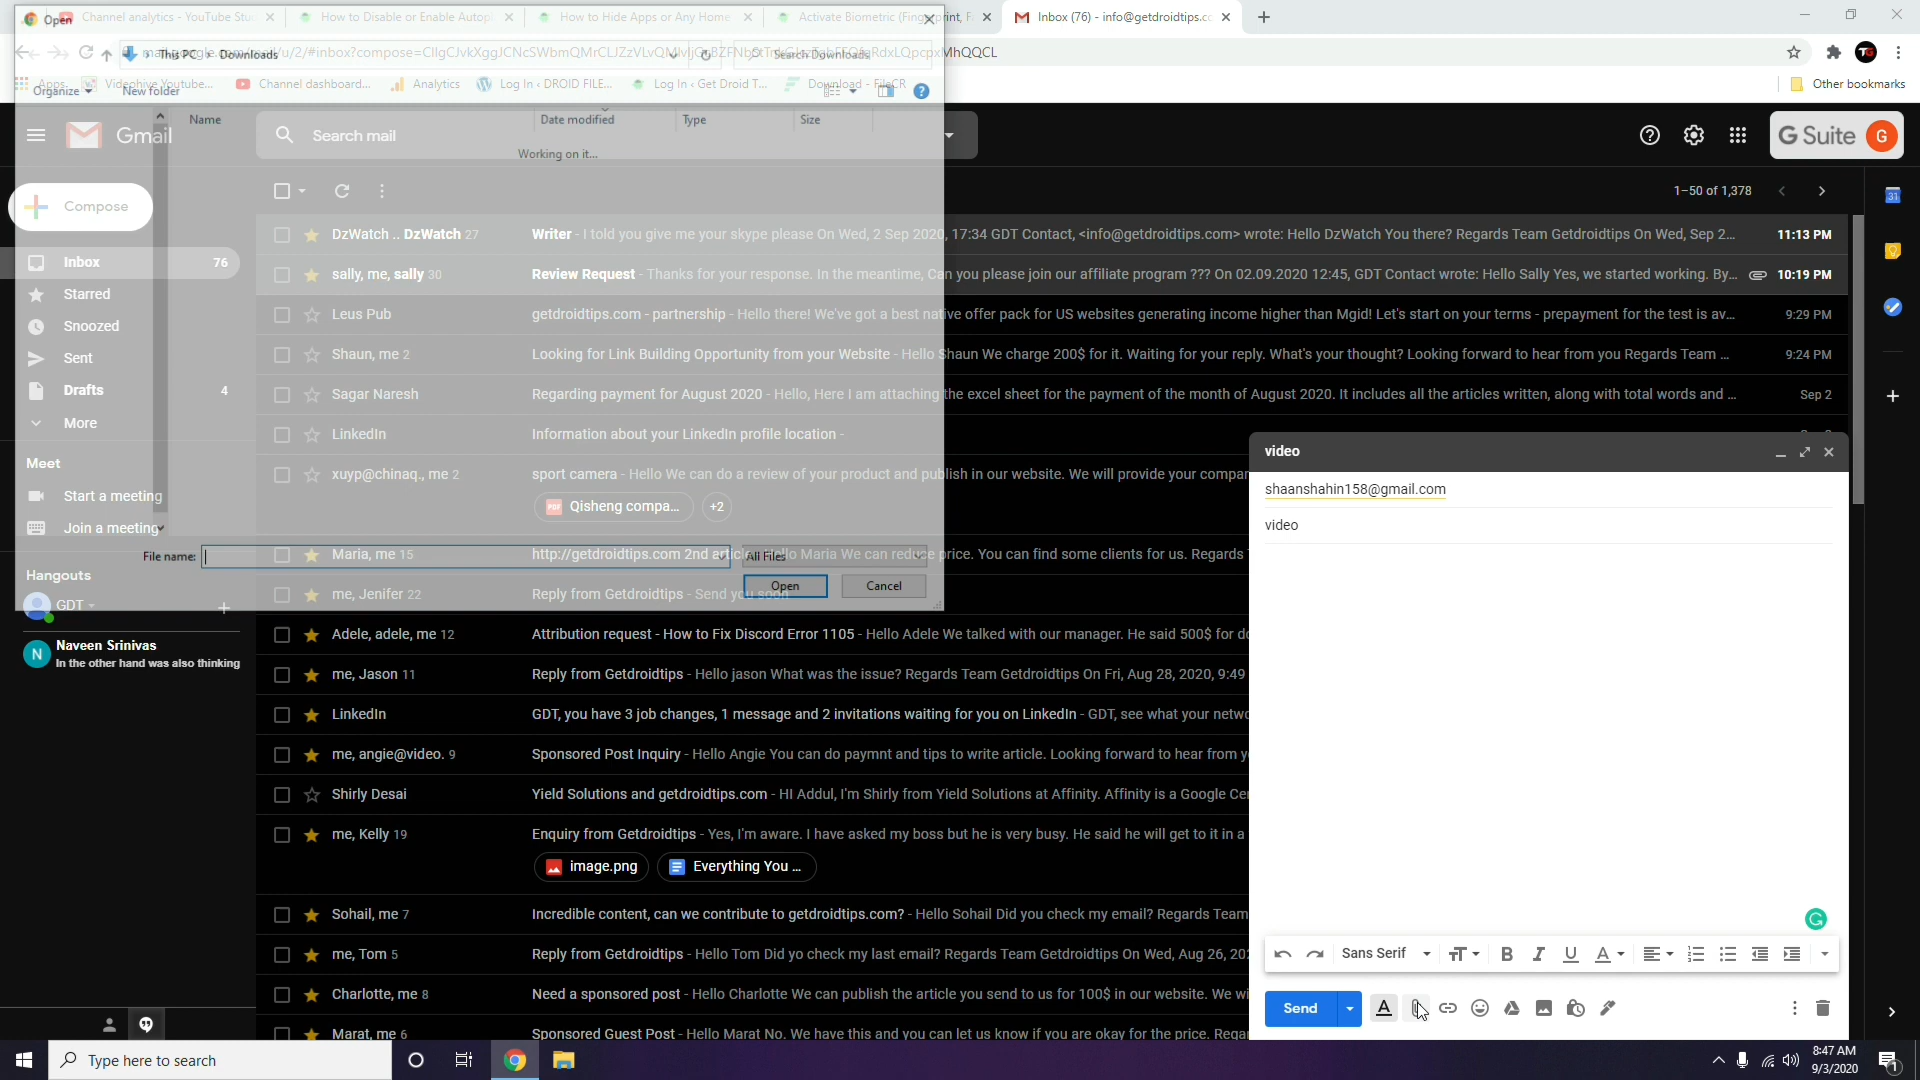 Open
Channel analytics - YouTube Stu
How to Disable or Enable Autopl
How to Hide Apps or Any Home
Activate Biometric (Fingerprint, F
Inbox (76) - info@getdroidtips.co
This PC > Downloads
Search Downloads
Apps
Videohive Youtube...
Channel dashboard...
Analytics
Log In < DROID FILE...
Log In < Get Droid T...
Download - FileCR
Other bookmarks
Organize
New folder
Name
Date modified
Type
Size
Gmail
Search mail
Working on it...
G Suite
G
Compose
1-50 of 1,378
DzWatch .. DzWatch 27
Writer - I told you give me your skype please On Wed, 2 Sep 2020, 17:34 GDT Contact, <info@getdroidtips.com> wrote: Hello DzWatch You there? Regards Team Getdroidtips On Wed, Sep 2...
11:13 PM
Inbox
76
sally, me, sally 30
Review Request - Thanks for your response. In the meantime, Can you please join our affiliate program ??? On 02.09.2020 12:45, GDT Contact wrote: Hello Sally Yes, we started working. By...
10:19 PM
Starred
Leus Pub
getdroidtips.com - partnership - Hello there! We've got a best native offer pack for US websites generating income higher than Mgid! Let's start on your terms - prepayment for the test is av...
9:29 PM
Snoozed
Shaun, me 2
Looking for Link Building Opportunity from your Website - Hello Shaun We charge 200$ for it. Waiting for your reply. What's your thought? Looking forward to hear from you Regards Team ...
9:24 PM
Sent
Drafts
4
Sagar Naresh
Regarding payment for August 2020 - Hello, Here I am attaching the excel sheet for the payment of the month of August 2020. It includes all the articles written, along with total words and ...
Sep 2
More
LinkedIn
Information about your LinkedIn profile location -
Meet
Start a meeting
Join a meeting
xuyp@chinaq., me 2
sport camera - Hello We can do a review of your product and publish in our website. We will provide your compar
PDF
Qisheng compa...
+2
File name:
Maria, me 15
http://getdroidtips.com 2nd article
Hello Maria We can reduce price. You can find some clients for us. Regards
All Files
Open
Cancel
Hangouts
GDT
me, Jenifer 22
Reply from Getdroidtips - Send you soon
N
Naveen Srinivas
In the other hand was also thinking
Adele, adele, me 12
Attribution request - How to Fix Discord Error 1105 - Hello Adele We talked with our manager. He said 500$ for do
me, Jason 11
Reply from Getdroidtips - Hello jason What was the issue? Regards Team Getdroidtips On Fri, Aug 28, 2020, 9:49
LinkedIn
GDT, you have 3 job changes, 1 message and 2 invitations waiting for you on LinkedIn - GDT, see what your netwo
me, angie@video. 9
Sponsored Post Inquiry - Hello Angie You can do paymnt and tips to write article. Looking forward to hear from y
Shirly Desai
Yield Solutions and getdroidtips.com - HI Addul, I'm Shirly from Yield Solutions at Affinity. Affinity is a Google Cer
me, Kelly 19
Enquiry from Getdroidtips - Yes, I'm aware. I have asked my boss but he is very busy. He said he will get to it in a
image.png
Everything You ...
Sohail, me 7
Incredible content, can we contribute to getdroidtips.com? - Hello Sohail Did you check my email? Regards Team
me, Tom 5
Reply from Getdroidtips - Hello Tom Did yo check my last email? Regards Team Getdroidtips On Wed, Aug 26, 202
Charlotte, me 8
Need a sponsored post - Hello Charlotte We can publish the article you send to us for 100$ in our website. We wi
Marat, me 6
Sponsored Guest Post - Hello Marat No. We have this and you can let us know if you are okay for the price. Regar
video
shaanshahin158@gmail.com
video
Sans Serif
Send
31
Type here to search
8:47 AM
9/3/2020
1